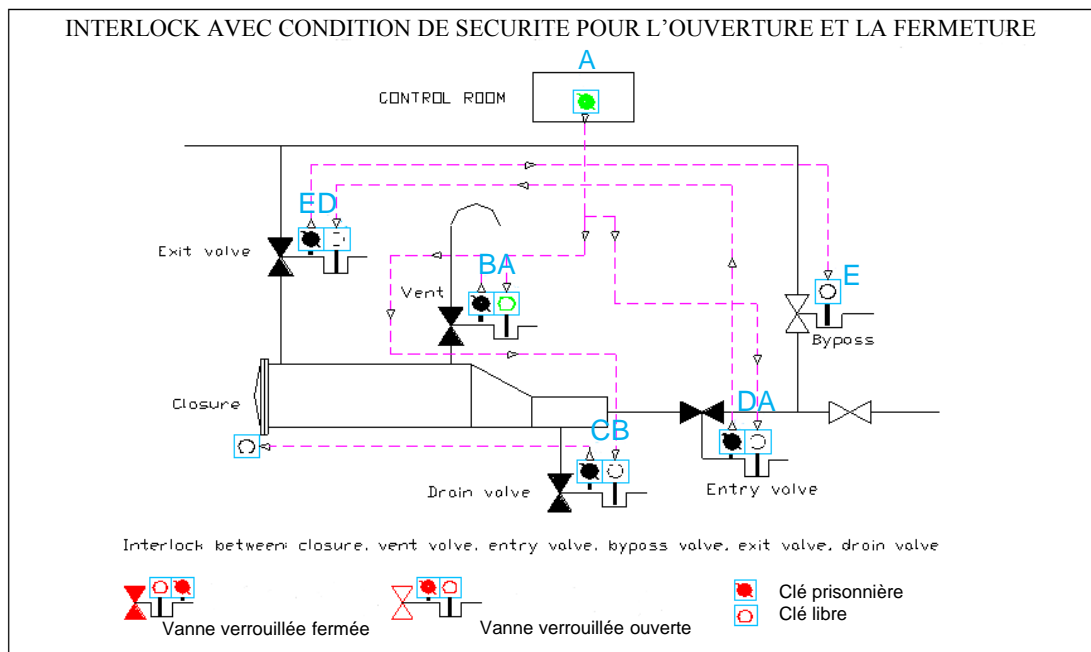 INTERLOCK AVEC CONDITION DE SECURITE POUR L'OUVERTURE ET LA FERMETURE
A
CONTROL ROOM
ED
Exit valve
BA
Vent
E
Bypass
Closure
DA
CB
Entry valve
Drain valve
Interlock between: closure, vent valve, entry valve, bypass valve, exit valve, drain valve
Vanne verrouillée fermée
Vanne verrouillée ouverte
Clé prisonnière
Clé libre